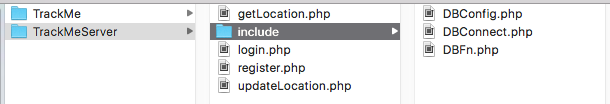 TrackMe
TrackMeServer
getLocation.php
include
login.php
register.php
updateLocation.php
DBConfig.php
DBConnect.php
DBFn.php